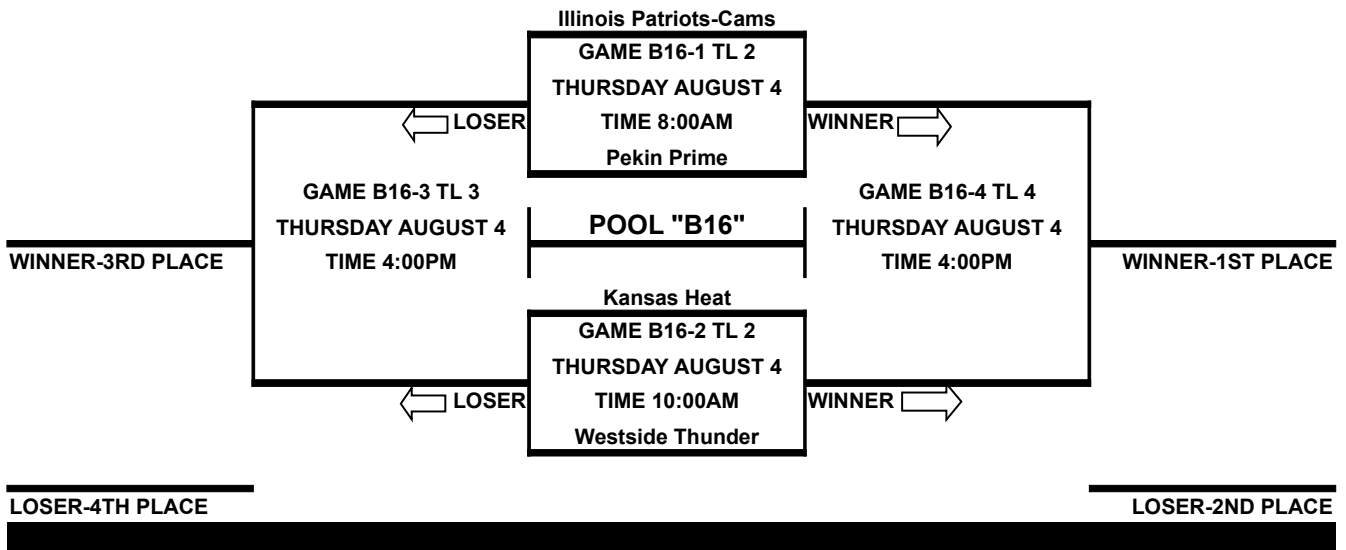 Illinois Patriots-Cams
GAME B16-1 TL 2
THURSDAY AUGUST 4
LOSER
TIME 8:00AM
WINNER
Pekin Prime
GAME B16-3 TL 3
THURSDAY AUGUST 4
TIME 4:00PM
POOL "B16"
GAME B16-4 TL 4
THURSDAY AUGUST 4
TIME 4:00PM
WINNER-3RD PLACE
WINNER-1ST PLACE
Kansas Heat
GAME B16-2 TL 2
THURSDAY AUGUST 4
LOSER
TIME 10:00AM
WINNER
Westside Thunder
LOSER-4TH PLACE
LOSER-2ND PLACE